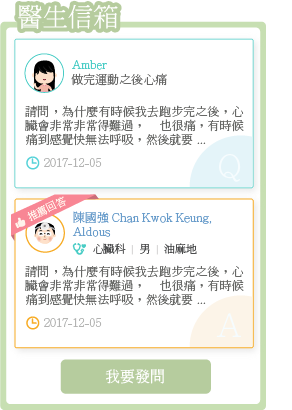 醫生信箱
Amber
做完運動之後心痛
請問，為什麼有時候我去跑步完之後，心
臟會非常非常得難過， 也很痛，有時候
痛到感覺快無法呼吸，然後就要 ...
2017-12-05
Q
推薦回答
陳國強 Chan Kwok Keung,
Aldous
心臟科 | 男 | 油麻地
請問，為什麼有時候我去跑步完之後，心
臟會非常非常得難過， 也很痛，有時候
痛到感覺快無法呼吸，然後就要 ...
2017-12-05
A
我要發問